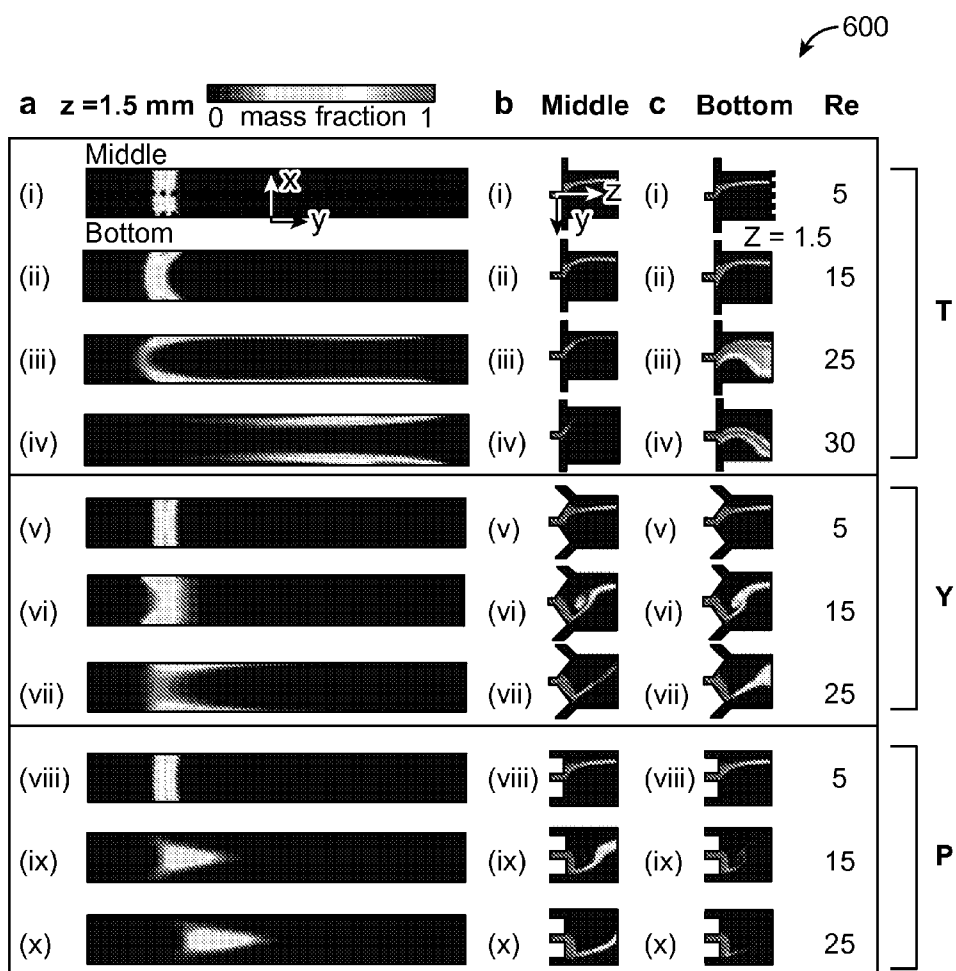 600
a z =1.5 mm 0 mass fraction 1 b Middle c Bottom Re
Middle
(i) x y (i) z y (i) 5
Bottom Z = 1.5
(ii) (ii) (ii) 15
T
(iii) (iii) (iii) 25
(iv) (iv) (iv) 30
(v) (v) (v) 5
(vi) (vi) (vi) 15 Y
(vii) (vii) (vii) 25
(viii) (viii) (viii) 5
(ix) (ix) (ix) 15 P
(x) (x) (x) 25